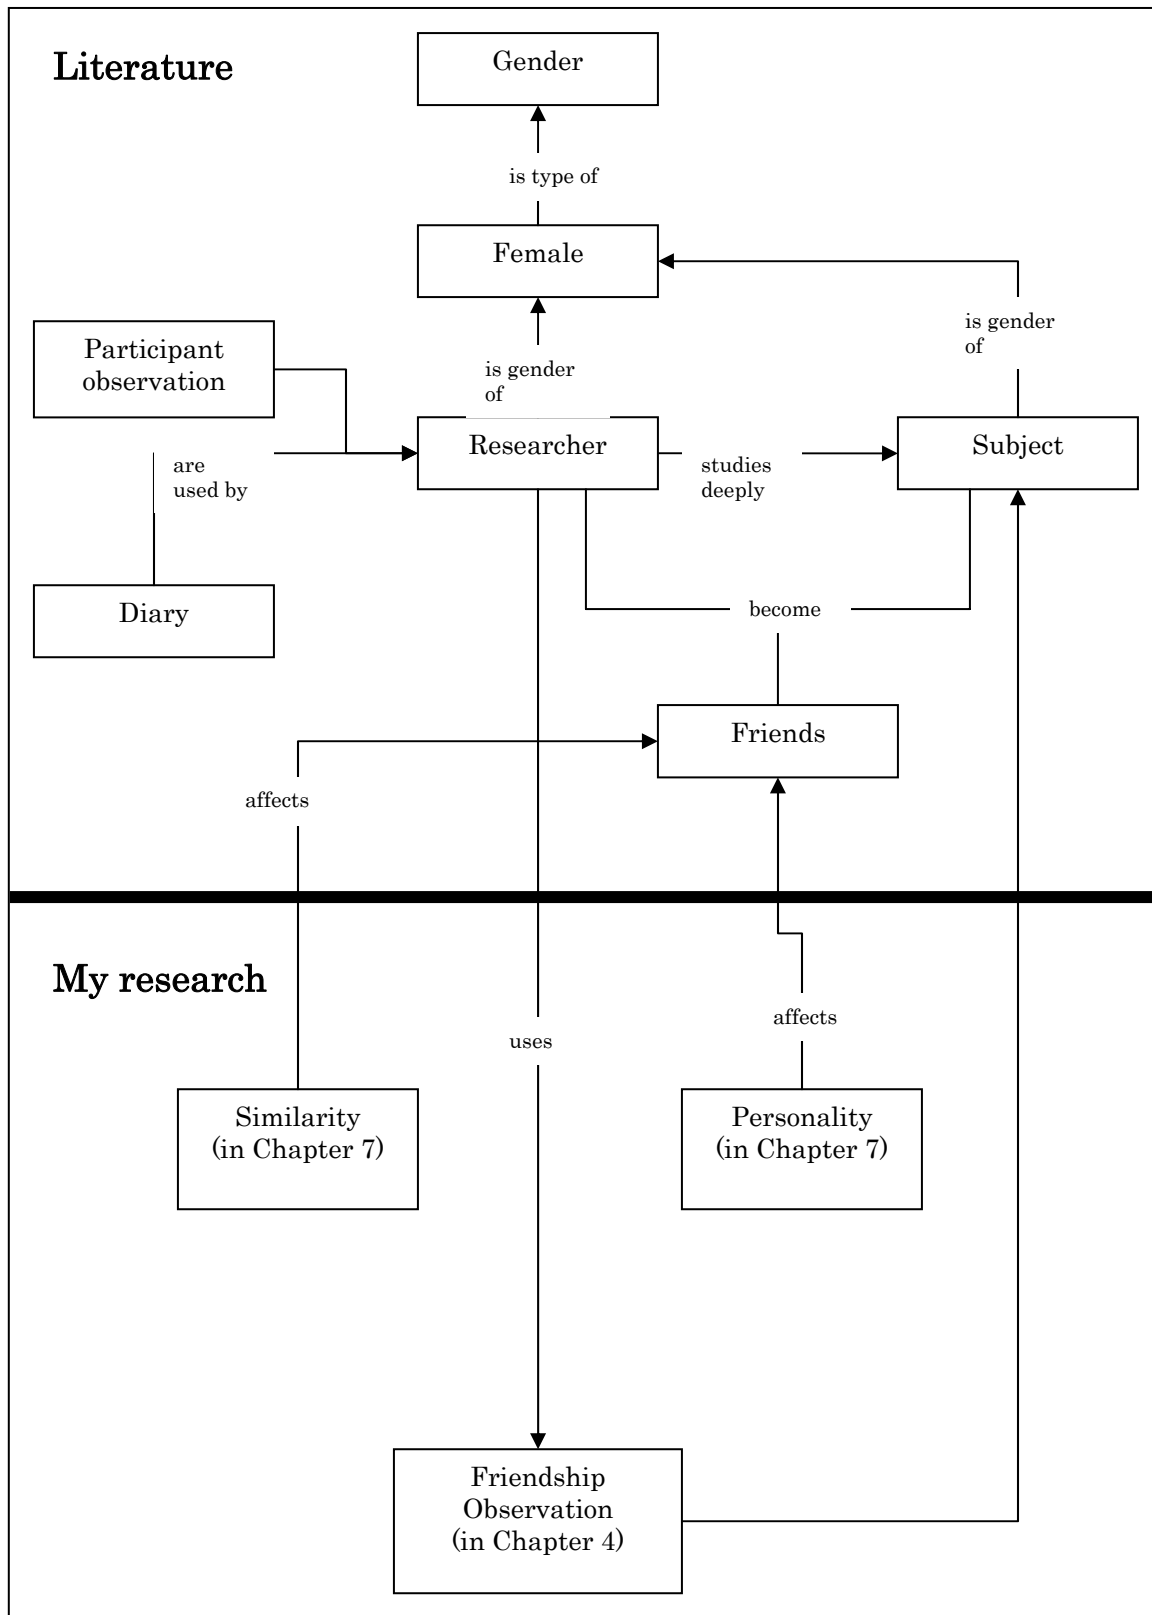 Literature
Gender
is type of
Female
is gender
of
Participant
observation
is gender
of
Researcher
Subject
are
used by
studies
deeply
Diary
become
Friends
affects
My research
affects
uses
Similarity
(in Chapter 7)
Personality
(in Chapter 7)
Friendship
Observation
(in Chapter 4)